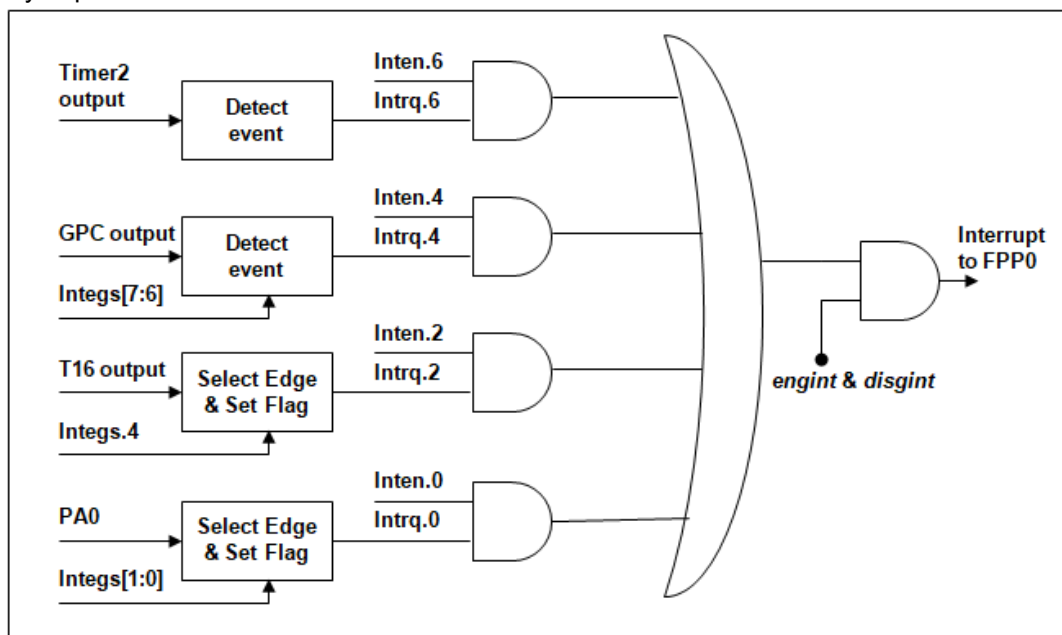 Timer2
output
Detect
event
Inten.6
Intrq.6
GPC output
Integs[7:6]
Detect
event
Inten.4
Intrq.4
T16 output
Integs.4
Select Edge
& Set Flag
Inten.2
Intrq.2
PA0
Integs[1:0]
Select Edge
& Set Flag
Inten.0
Intrq.0
Interrupt
to FPP0
engint & disgint